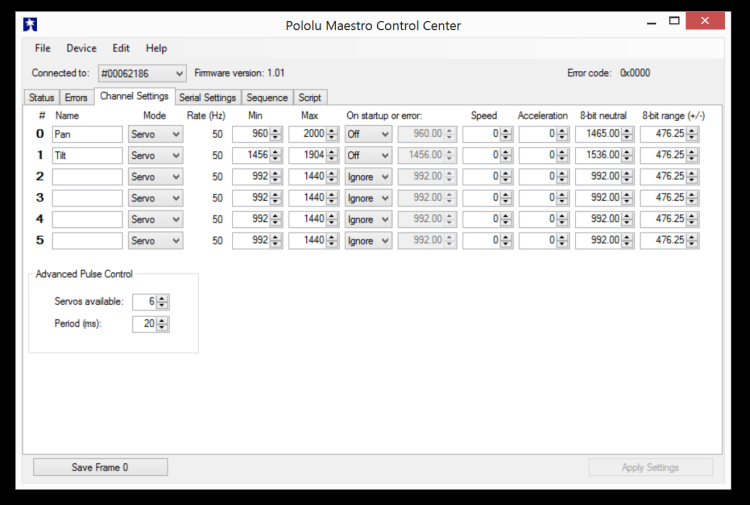 Pololu Maestro Control Center
File Device Edit Help
Connected to: #00062186 Firmware version: 1.01 Error code: 0x0000
Status Errors Channel Settings Serial Settings Sequence Script
# Name Mode Rate (Hz) Min Max On startup or error: Speed Acceleration 8-bit neutral 8-bit range (+/-)
0 Pan Servo 50 960 2000 Off 960.00 0 0 1465.00 476.25
1 Tilt Servo 50 1456 1904 Off 1456.00 0 0 1536.00 476.25
2 Servo 50 992 1440 Ignore 992.00 0 0 992.00 476.25
3 Servo 50 992 1440 Ignore 992.00 0 0 992.00 476.25
4 Servo 50 992 1440 Ignore 992.00 0 0 992.00 476.25
5 Servo 50 992 1440 Ignore 992.00 0 0 992.00 476.25
Advanced Pulse Control
Servos available: 6
Period (ms): 20
Save Frame 0 Apply Settings